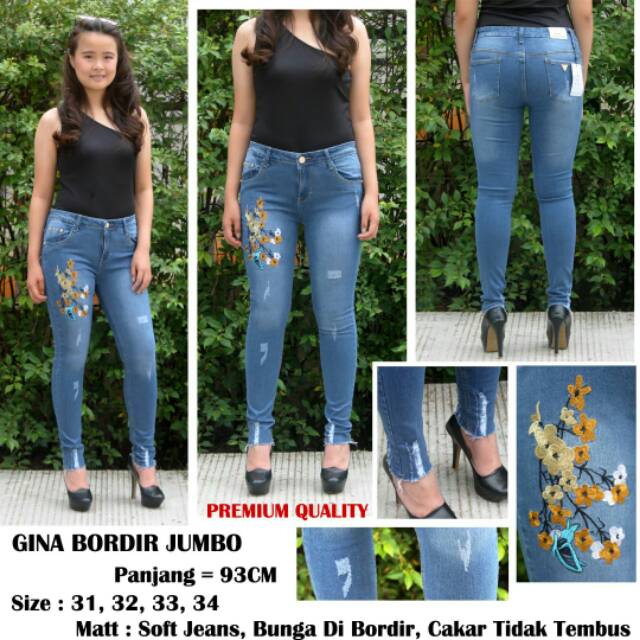 PREMIUM QUALITY
GINA BORDIR JUMBO
Panjang = 93CM
Size : 31, 32, 33, 34
Matt : Soft Jeans, Bunga Di Bordir, Cakar Tidak Tembus